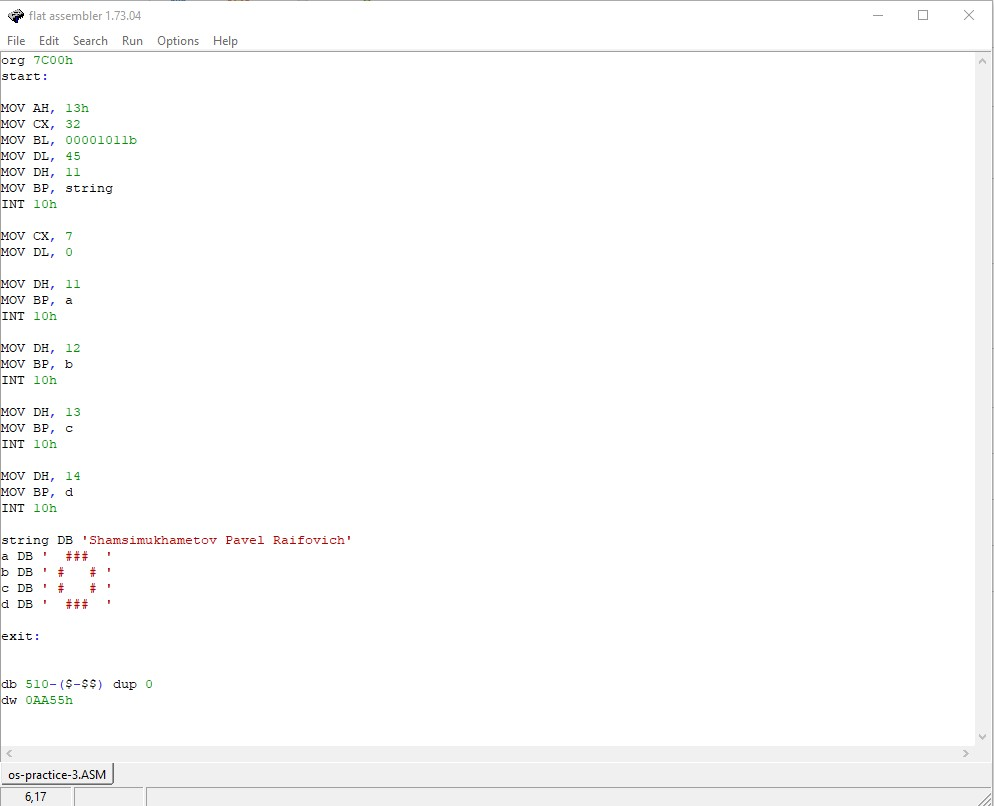 flat assembler 1.73.04
File Edit Search Run Options Help
org 7C00h
start:
MOV AH, 13h
MOV CX, 32
MOV BL, 00001011b
MOV DL, 45
MOV DH, 11
MOV BP, string
INT 10h
MOV CX, 7
MOV DL, 0
MOV DH, 11
MOV BP, a
INT 10h
MOV DH, 12
MOV BP, b
INT 10h
MOV DH, 13
MOV BP, c
INT 10h
MOV DH, 14
MOV BP, d
INT 10h
string DB 'Shamsimukhametov Pavel Raifovich'
a DB '  ###  '
b DB ' #   # '
c DB ' #   # '
d DB '  ###  '
exit:
db 510-($-$$) dup 0
dw 0AA55h
os-practice-3.ASM
6,17